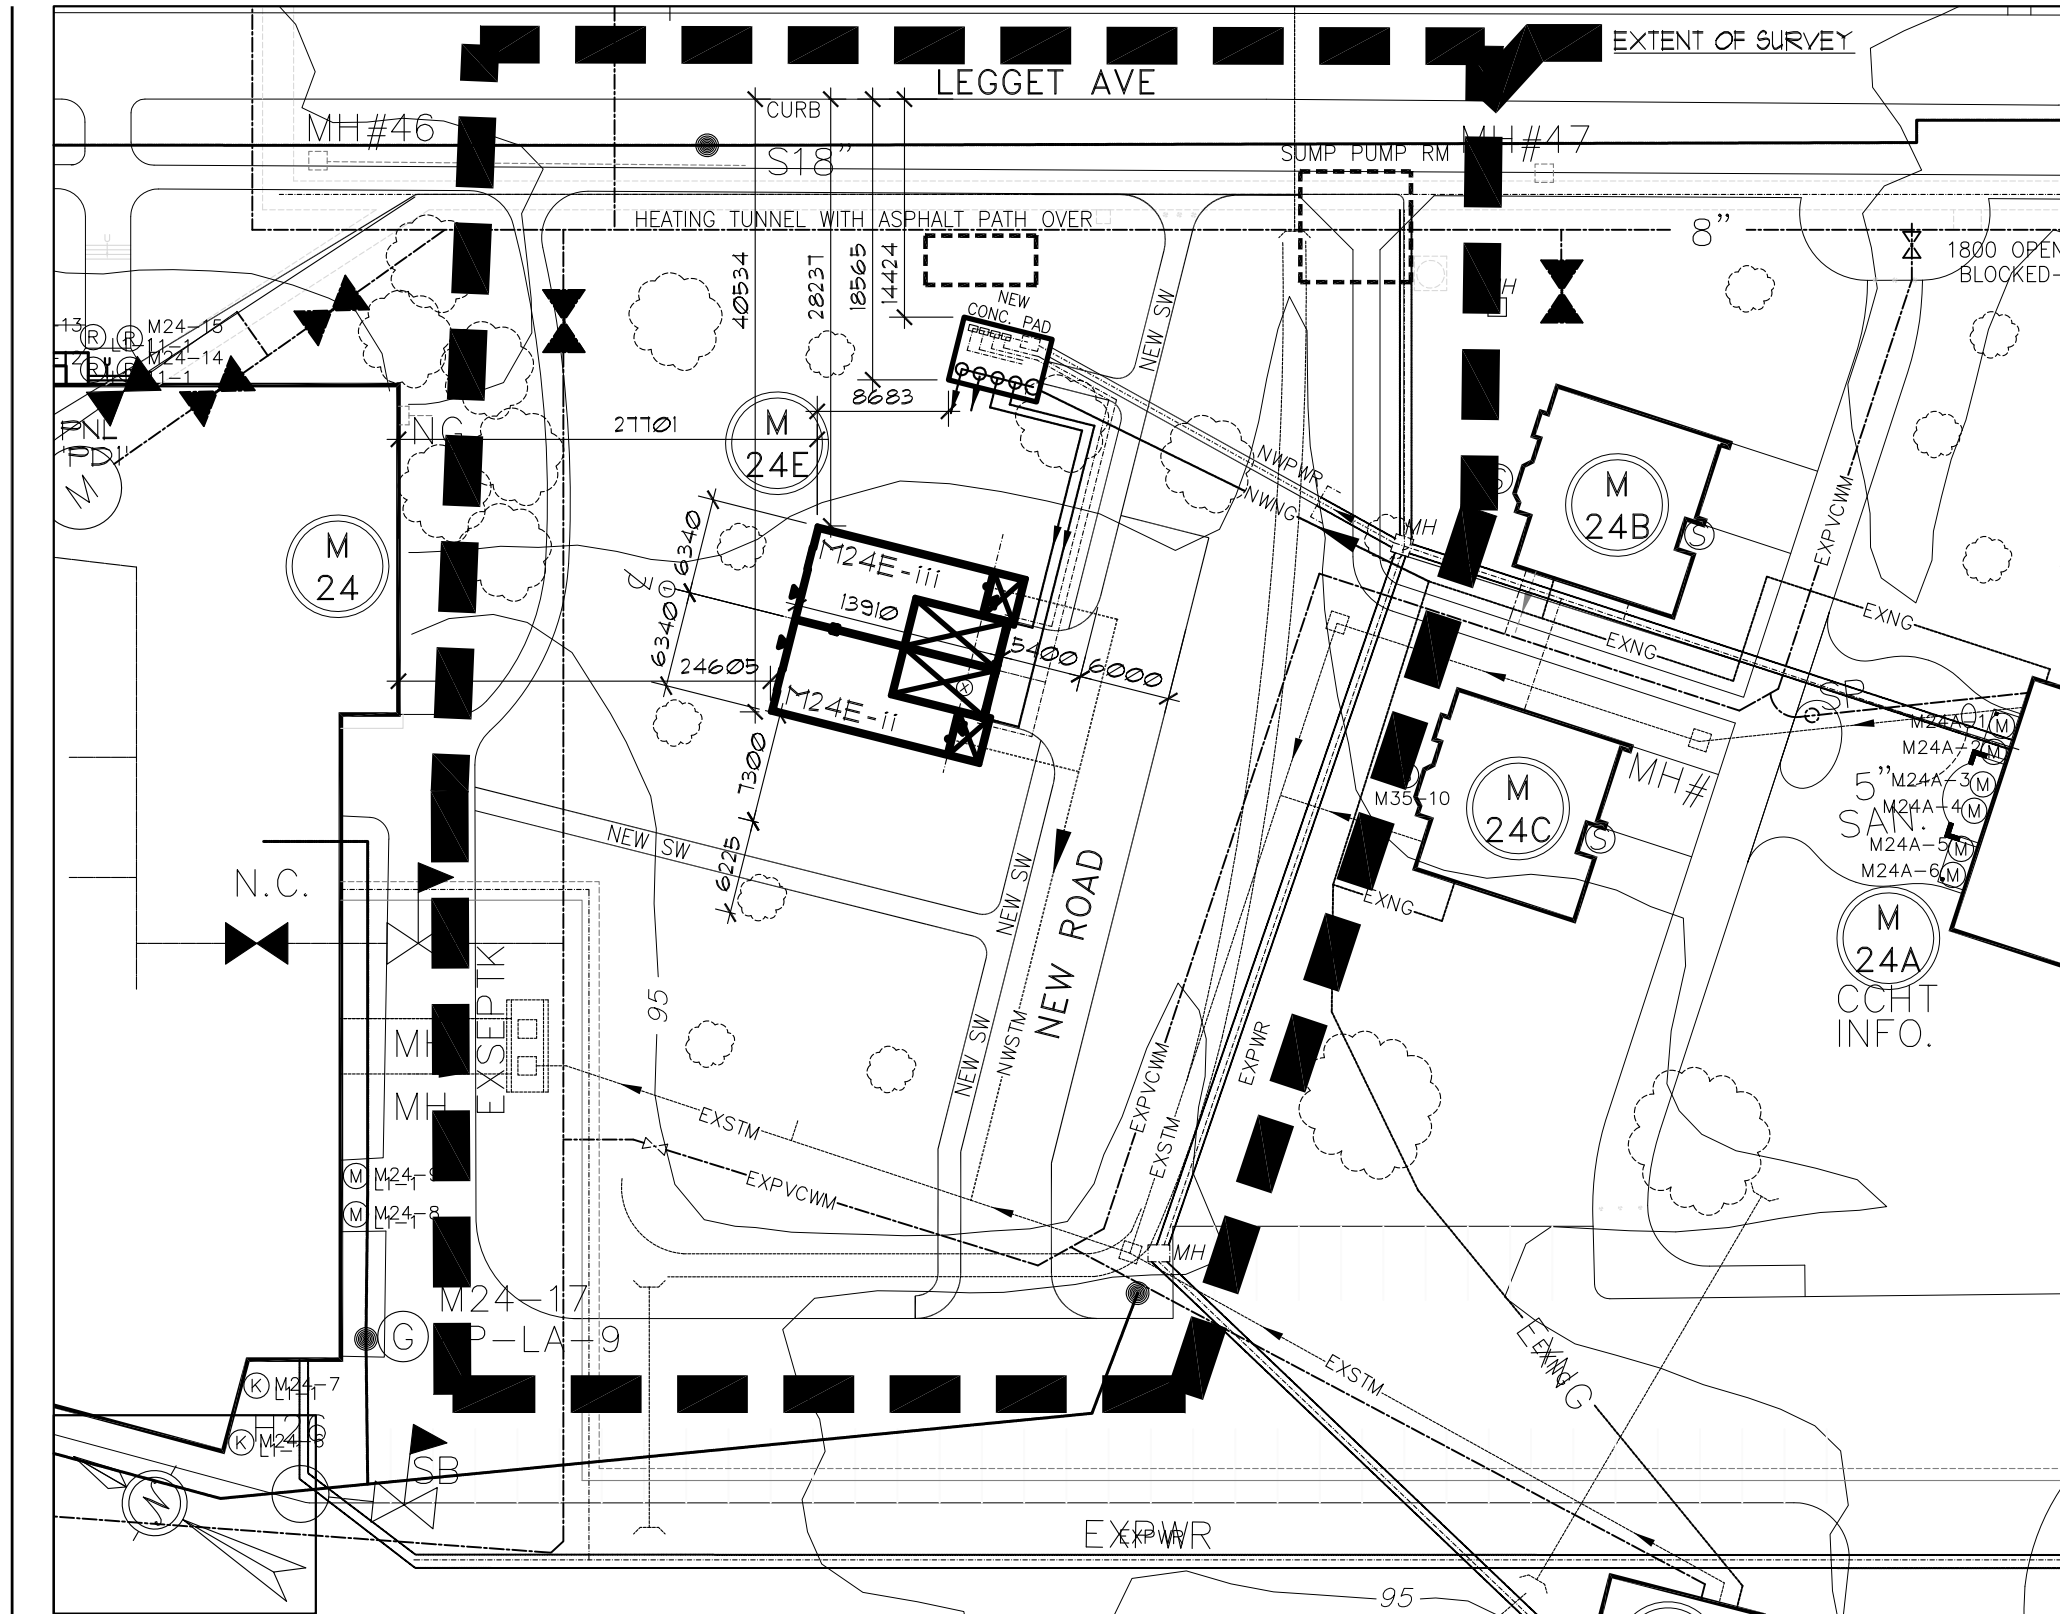 EXTENT OF SURVEY
LEGGET AVE
CURB
MH#46
S18"
SUMP PUMP RM
MH#47
HEATING TUNNEL WITH ASPHALT PATH OVER
8"
1800 OPEN
BLOCKED-
40534
28237
18565
14424
NEW
CONC. PAD
NEW SW
MH
R
R
M24-15
M24-14
8683
27701
M
24E
NWPWR
NWNG
MH
M
24B
S
EXPVCWM
M
M
24
6340
6340
1
M24E-iii
13910
M24E-ii
24605
5400
6000
X
7300
6225
EXNG
EXNG
SP
M24A-1
M
M24A-2
M
M24A-3
M
M24A-4
M
M24A-5
M
M24A-6
M
5"
SAN.
M35-10
M
24C
S
MH#
EXNG
M
24A
CCHT
INFO.
NEW SW
NEW SW
NEW SW
NEW ROAD
NWSTM
N.C.
EXSEPTK
95
MH
MH
EXSTM
EXPVCWM
EXPVCWM
EXSTM
EXPWR
MH
M
M24-9
M
M24-8
M24-17
G
P-LA-9
K
M24-7
K
SB
N
EXSTM
EXPWR
EXPWR
95